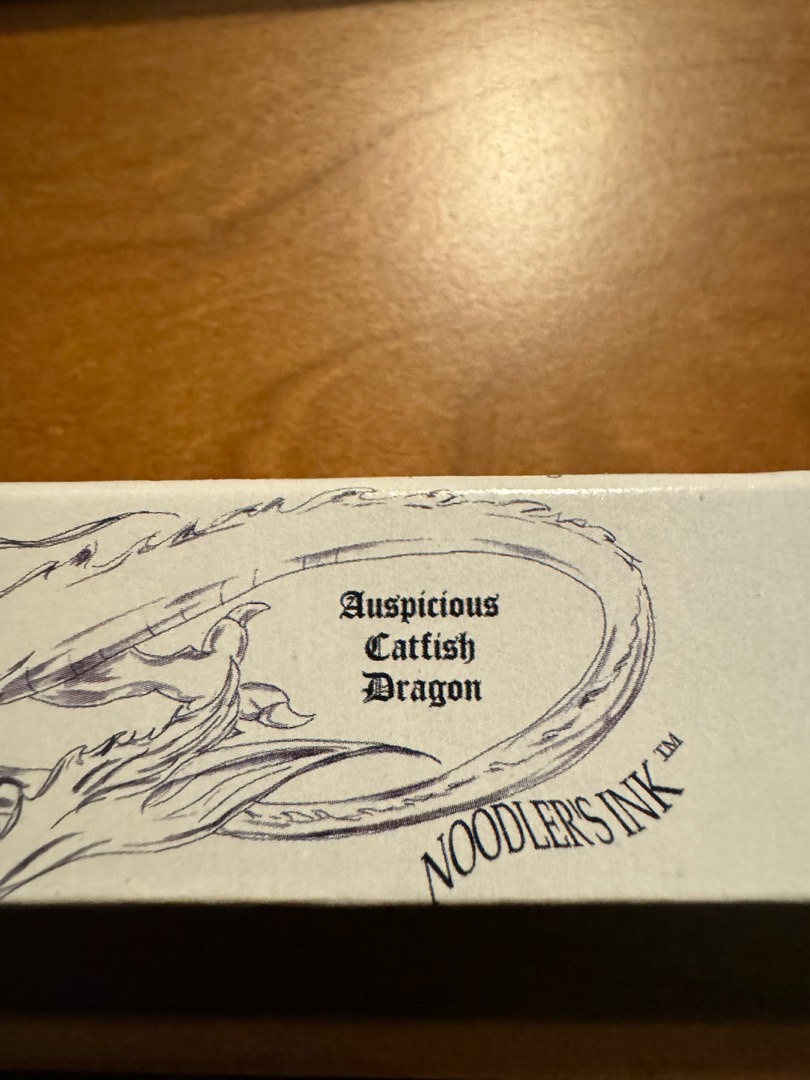 Auspicious
Catfish
Dragon
NOODLER'S INK™